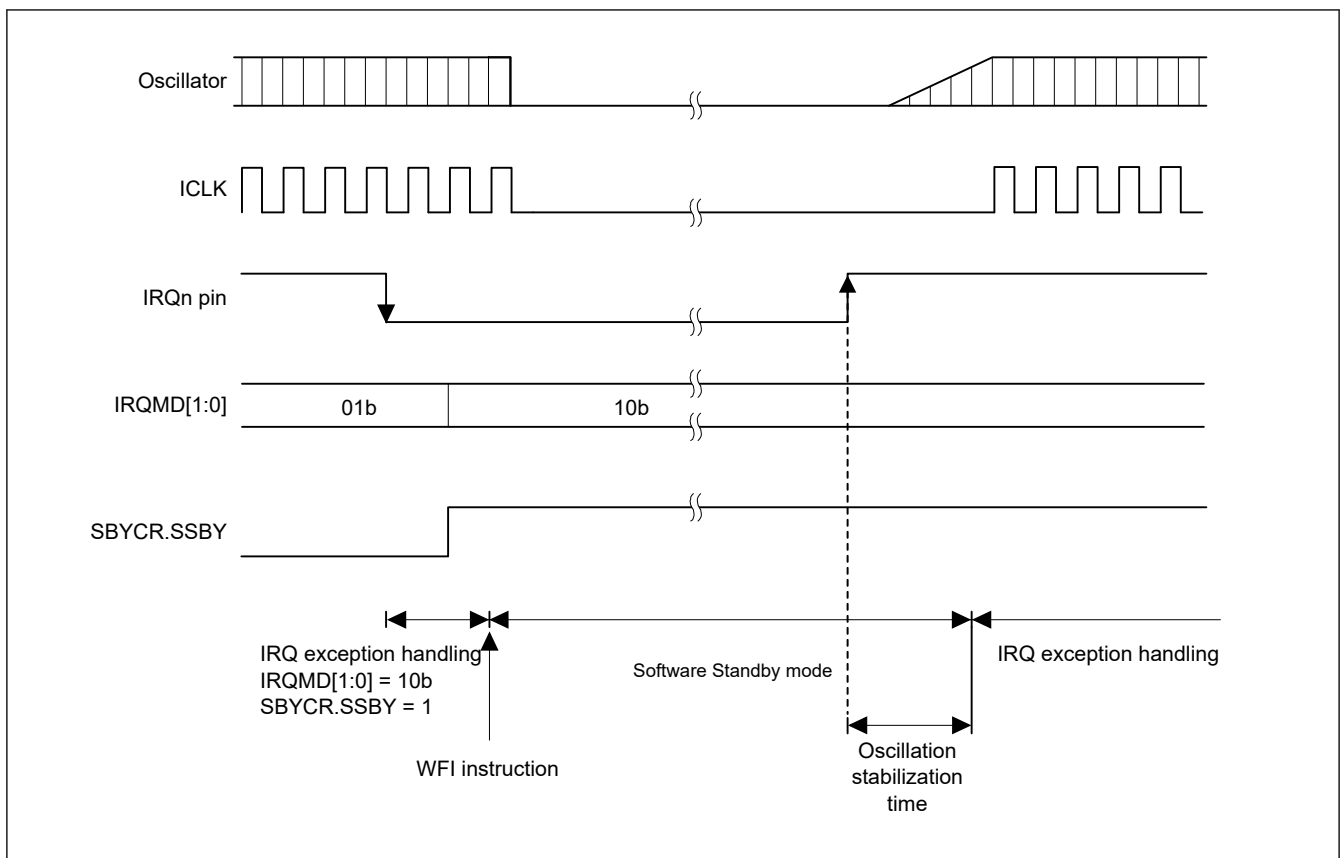 Oscillator
ICLK
IRQn pin
IRQMD[1:0]
01b
10b
SBYCR.SSBY
IRQ exception handling
IRQMD[1:0] = 10b
SBYCR.SSBY = 1
Software Standby mode
IRQ exception handling
WFI instruction
Oscillation
stabilization
time